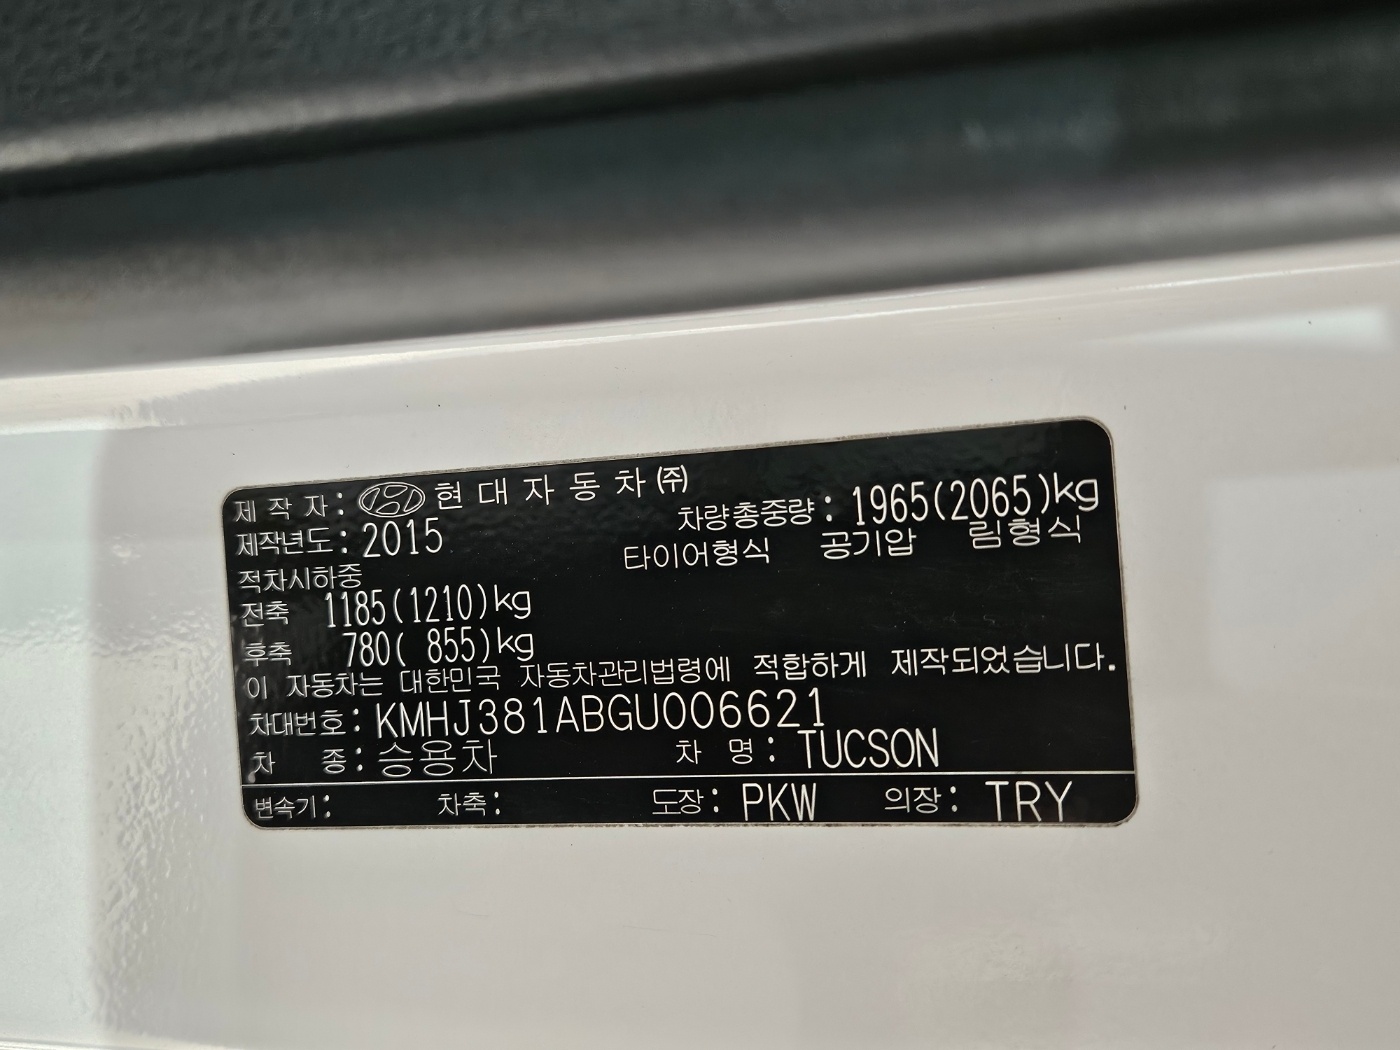 제 작 자 : 현 대 자 동 차 ㈜
제작년도 : 2015
차량총중량 : 1965(2065)kg
타이어형식 공기압 림형식
적차시하중
전축 1185(1210)kg
후축 780( 855)kg
이 자동차는 대한민국 자동차관리법령에 적합하게 제작되었습니다.
차대번호 : KMHJ381ABGU006621
차 종 : 승용차 차 명 : TUCSON
변속기 : 차축 : 도장 : PKW 의장 : TRY